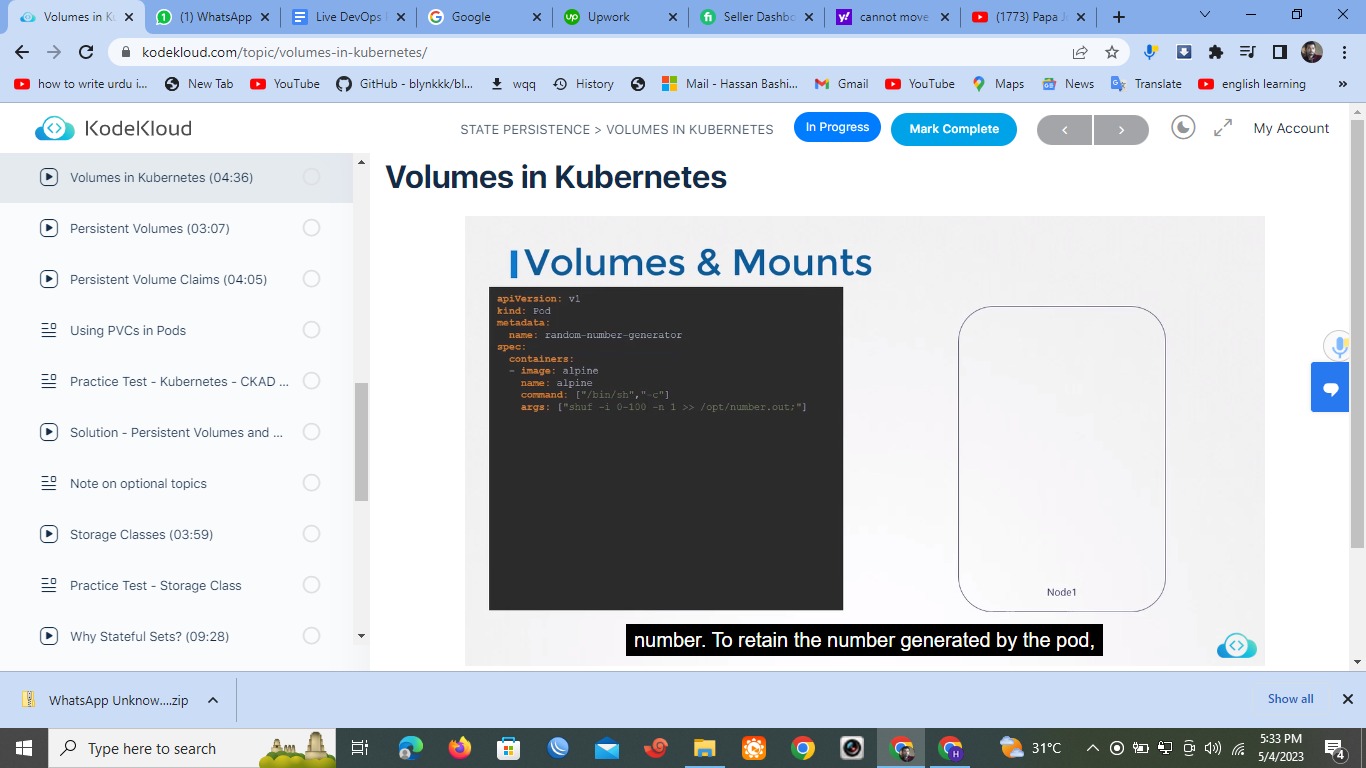 Volumes in Ku
(1) WhatsApp
Live DevOps
Google
Upwork
Seller Dashbo
cannot move
(1773) Papa J
kodekloud.com/topic/volumes-in-kubernetes/
how to write urdu i...
New Tab
YouTube
GitHub - blynkkk/bl...
wqq
History
Mail - Hassan Bashi...
Gmail
YouTube
Maps
News
Translate
english learning
»
KodeKloud
STATE PERSISTENCE > VOLUMES IN KUBERNETES
In Progress
Mark Complete
<
>
My Account
Volumes in Kubernetes (04:36)
Persistent Volumes (03:07)
Persistent Volume Claims (04:05)
Using PVCs in Pods
Practice Test - Kubernetes - CKAD ...
Solution - Persistent Volumes and ...
Note on optional topics
Storage Classes (03:59)
Practice Test - Storage Class
Why Stateful Sets? (09:28)
Volumes in Kubernetes
Volumes & Mounts
apiVersion: v1
kind: Pod
metadata:
name: random-number-generator
spec:
containers:
- image: alpine
name: alpine
command: ["/bin/sh","-c"]
args: ["shuf -i 0-100 -n 1 >> /opt/number.out;"]
Node1
number. To retain the number generated by the pod,
WhatsApp Unknow....zip
Show all
Type here to search
H
31°C
5:33 PM
5/4/2023
4